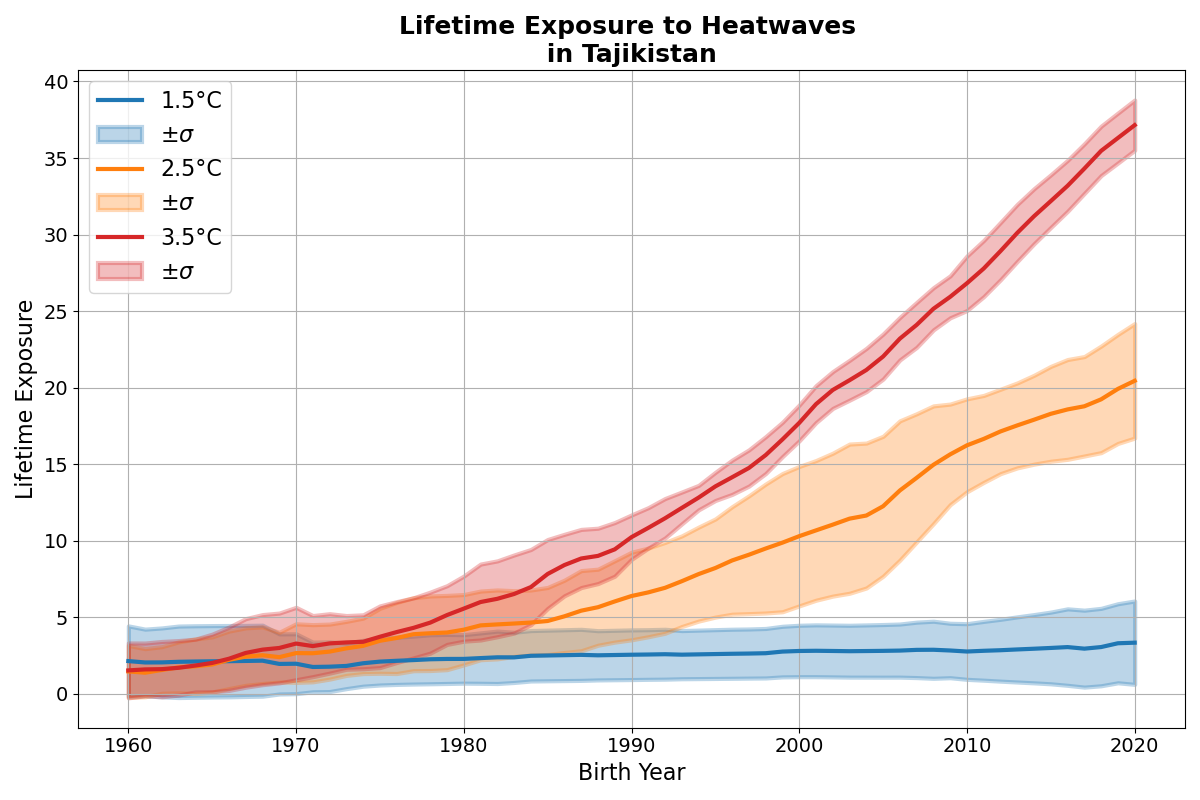 Lifetime Exposure to Heatwaves
in Tajikistan
40
35
30
25
20
15
10
5
0
Lifetime Exposure
1.5°C
±σ
2.5°C
±σ
3.5°C
±σ
1960 1970 1980 1990 2000 2010 2020
Birth Year